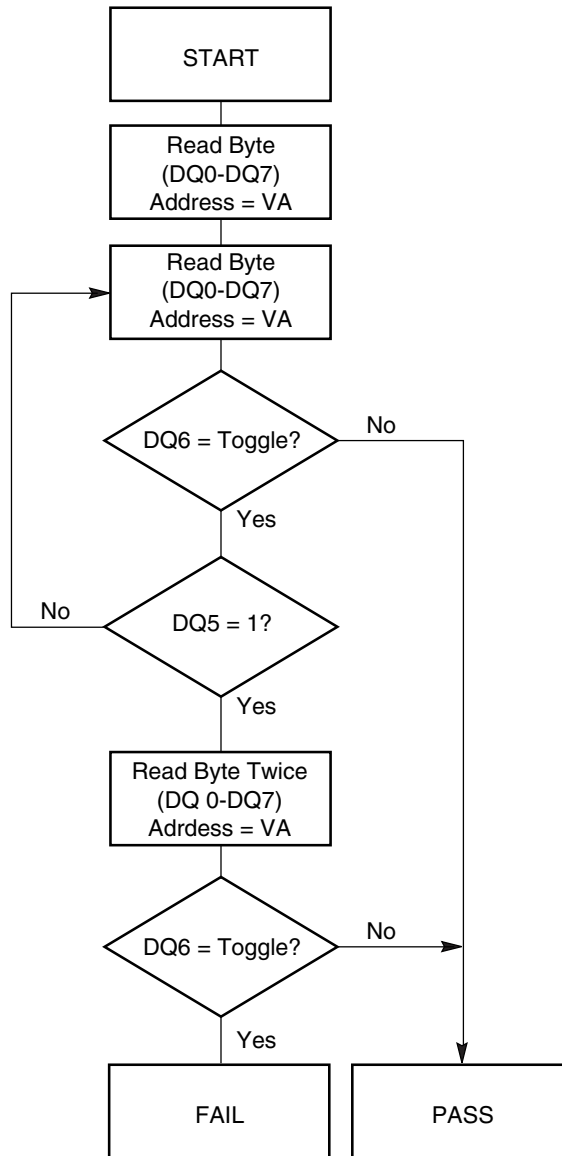 START
Read Byte
(DQ0-DQ7)
Address = VA
Read Byte
(DQ0-DQ7)
Address = VA
DQ6 = Toggle?
No
Yes
No
DQ5 = 1?
Yes
Read Byte Twice
(DQ 0-DQ7)
Adrdess = VA
DQ6 = Toggle?
No
Yes
FAIL
PASS